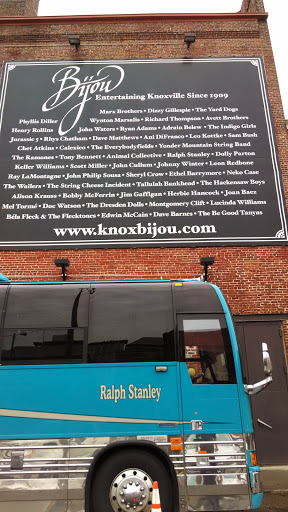 Bijou
Entertaining Knoxville Since 1909
Marx Brothers • Dizzy Gillespie • The Yard Dogs
Phyllis Diller • Wynton Marsalis • Richard Thompson • Avett Brothers
Henry Rollins • John Waters • Ryan Adams • Adrain Belew • The Indigo Girls
Jurassic 5 • Rhys Chatham • Dave Matthews • Ani DiFranco • Leo Kottke • Sam Bush
Chet Atkins • Calexico • The Everybodyfields • Yonder Mountain String Band
The Ramones • Tony Bennett • Animal Collective • Ralph Stanley • Dolly Parton
Keller Williams • Scott Miller • John Cullum • Johnny Winter • Leon Redbone
Ray LaMontagne • John Philip Sousa • Sheryl Crow • Ethel Barrymore • Neko Case
The Wailers • The String Cheese Incident • Tallulah Bankhead • The Hackensaw Boys
Alison Krauss • Bobby McFerrin • Jim Gaffigan • Herbie Hancock • Joan Baez
Mel Tormé • Doc Watson • The Dresden Dolls • Montgomery Clift • Lucinda Williams
Béla Fleck & The Flecktones • Edwin McCain • Dave Barnes • The Be Good Tanyas
www.knoxbijou.com
Ralph Stanley